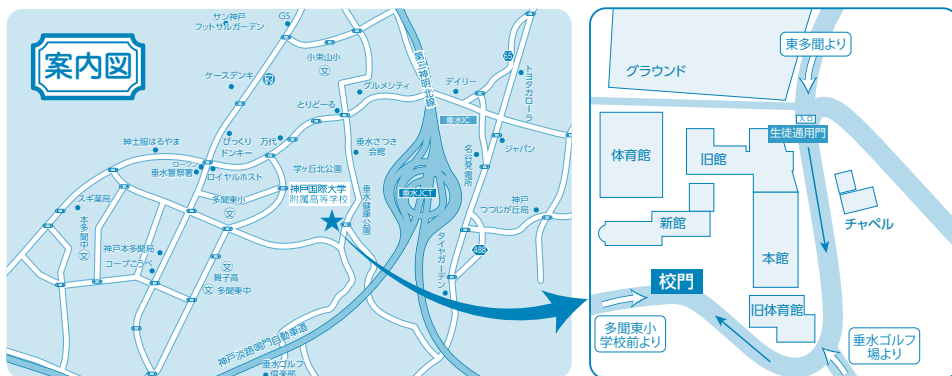 案内図
サン神戸
フットサルガーデン
GS
小束山小
文
ケーズデンキ
グルメシティ
デイリー
65
トヨタカローラ
第二神明北線
とりどーる
垂水IC
紳士服はるやま
びっくり
ドンキー
万代
垂水さつき
会館
名谷発電所
ジャパン
ローソン
垂水警察署
ロイヤルホスト
学ヶ丘北公園
スギ薬局
多聞東小
文
神戸国際大学
附属高等学校
垂水健康公園
垂水JCT
神戸
つつじが丘局
本多聞中
文
神戸本多聞局
コープこうべ
文
舞子高
文
多聞東中
タイヤガーデン
488
神戸淡路鳴門自動車道
垂水ゴルフ
倶楽部
グラウンド
東多聞より
入口
生徒通用門
体育館
旧館
新館
本館
チャペル
校門
旧体育館
多聞東小
学校前より
垂水ゴルフ
場より